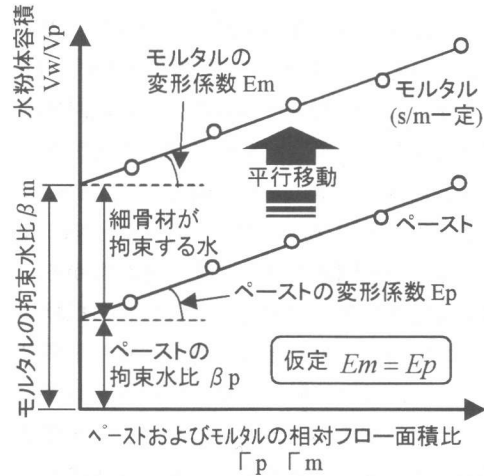 水粉体容積
Vw/Vp
モルタルの
変形係数 Em
モルタル
(s/m一定)
平行移動
モルタルの拘束水比βm
細骨材が
拘束する水
ペースト
ペーストの変形係数 Ep
ペーストの
拘束水比 βp
仮定 Em = Ep
ペーストおよびモルタルの相対フロー面積比
「p 「m